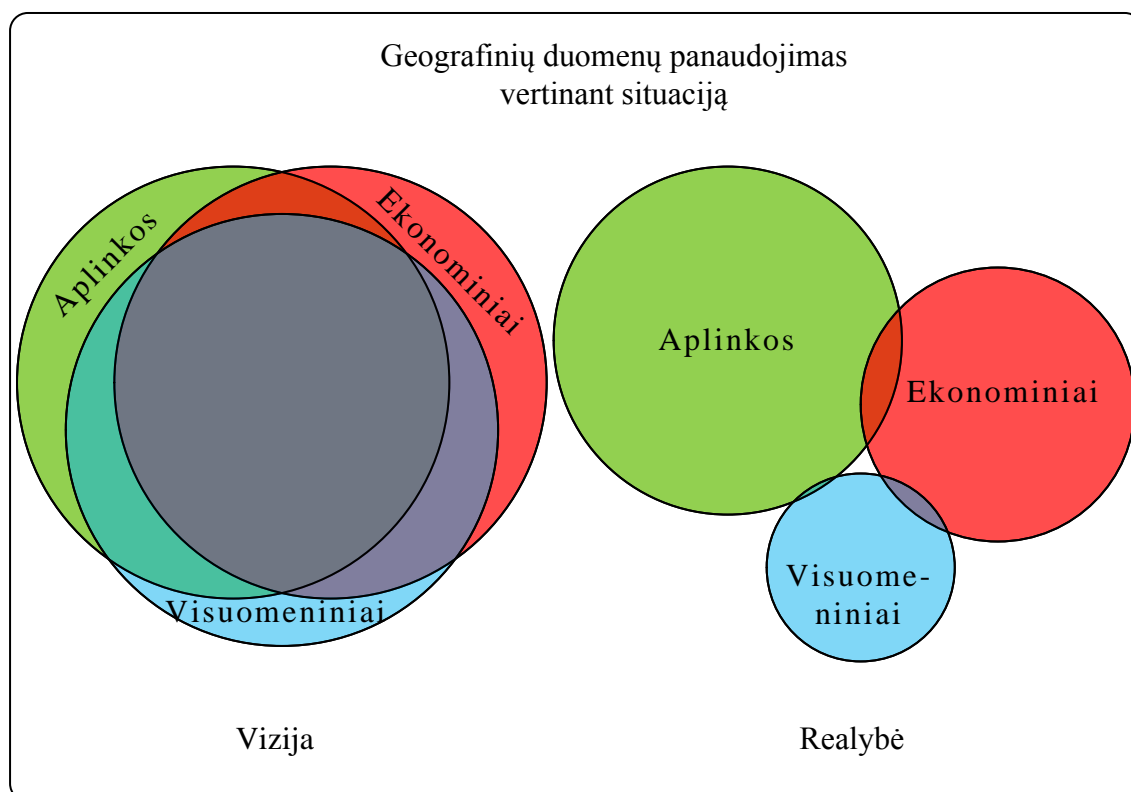 Geografinių duomenų panaudojimas
vertinant situaciją
Aplinkos
Ekonominiai
Visuomeniniai
Aplinkos
Ekonominiai
Visuome-
niniai
Vizija
Realybė